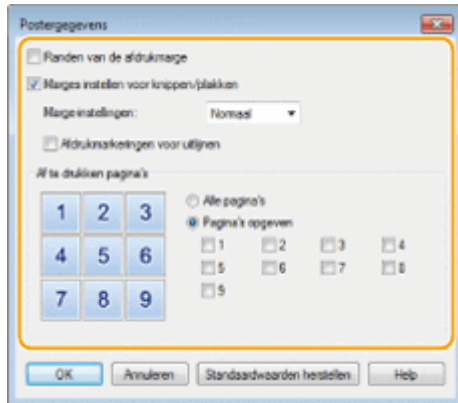 Postergegevens
Randen van de afdrukmarge
Marges instellen voor knippen/plakken
Marge-instellingen: Normaal
Afdrukmarkeringen voor uitlijnen
Af te drukken pagina's
1 2 3
4 5 6
7 8 9
Alle pagina's
Pagina's opgeven
1 2 3 4
5 6 7 8
9
OK Annuleren Standaardwaarden herstellen Help